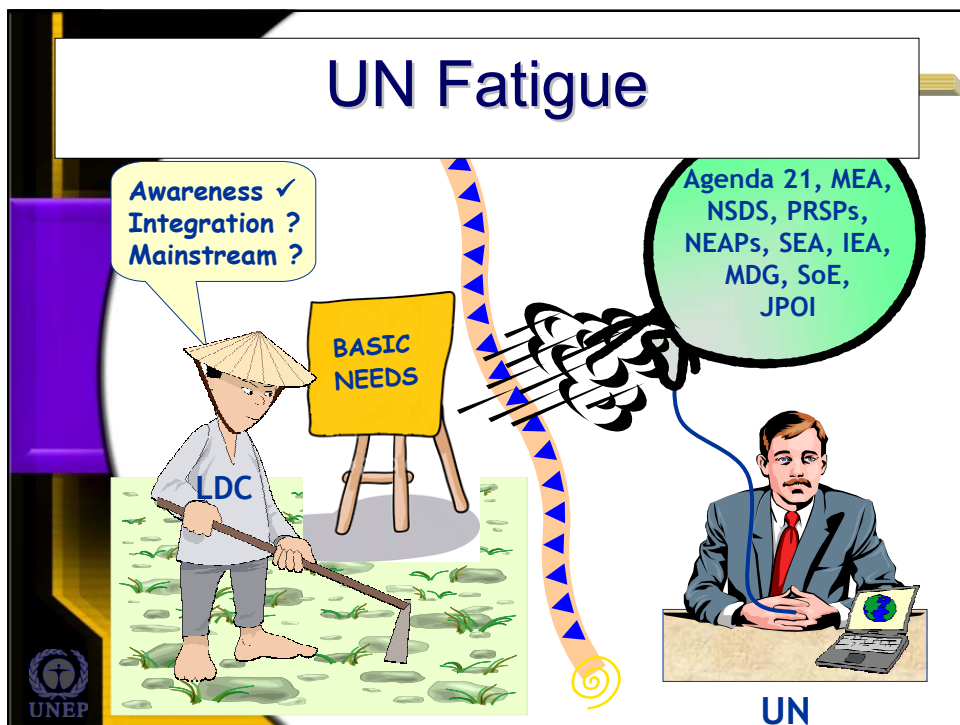 UN Fatigue
Awareness ✓
Integration ?
Mainstream ?
Agenda 21, MEA,
NSDS, PRSPs,
NEAPs, SEA, IEA,
MDG, SoE,
JPOI
BASIC
NEEDS
LDC
UNEP
UN